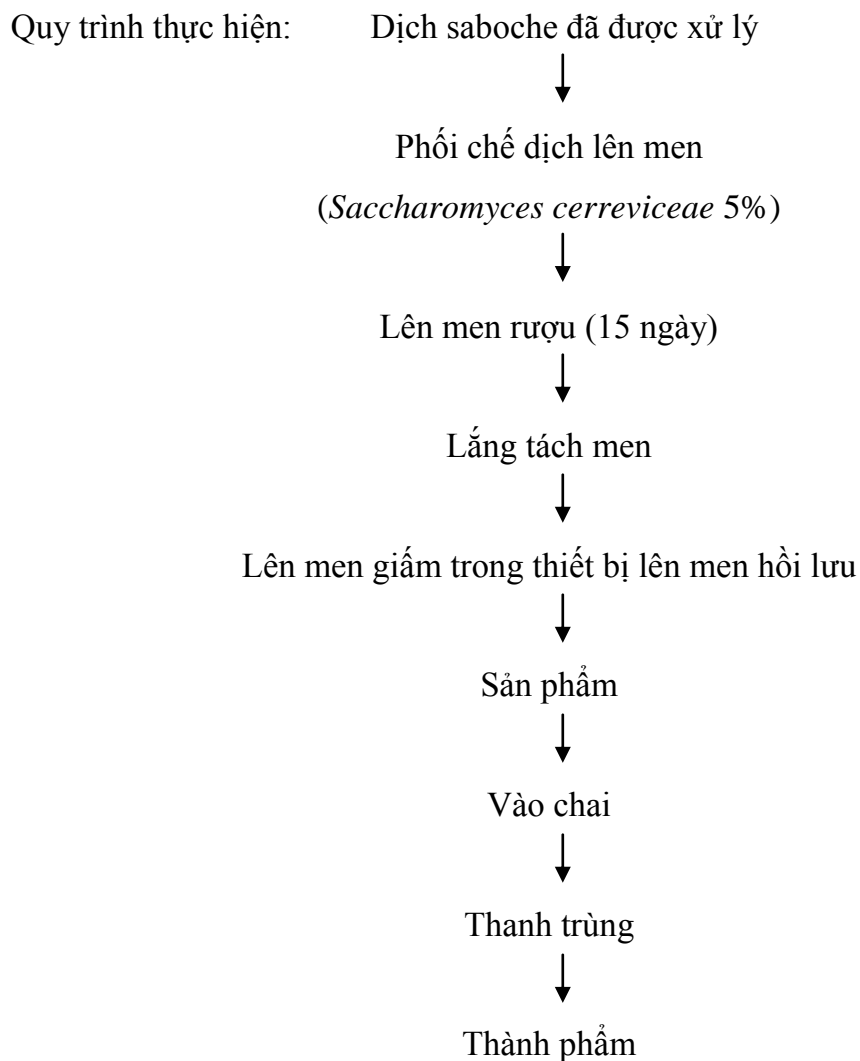 Quy trình thực hiện: Dịch saboche đã được xử lý
Phối chế dịch lên men
(Saccharomyces cerreviceae 5%)
Lên men rượu (15 ngày)
Lắng tách men
Lên men giấm trong thiết bị lên men hồi lưu
Sản phẩm
Vào chai
Thanh trùng
Thành phẩm